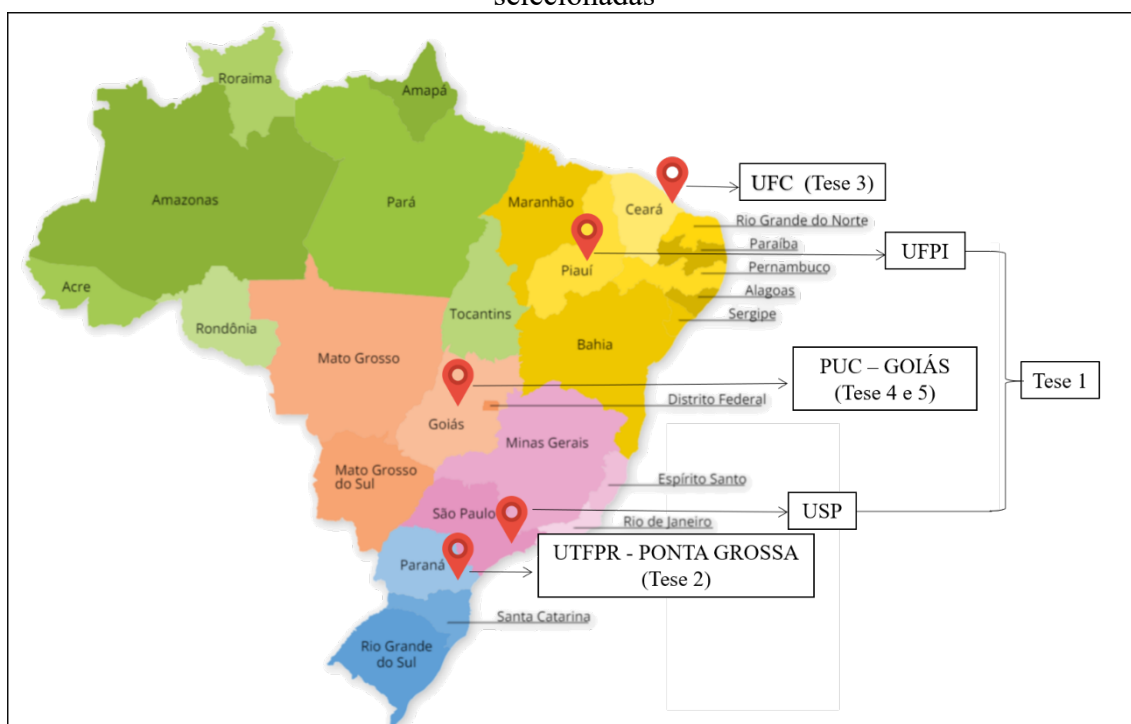 selecionadas
Roraima
Amapá
Amazonas
Pará
Maranhão
Ceará
UFC (Tese 3)
Rio Grande do Norte
Paraíba
Piauí
UFPI
Pernambuco
Acre
Alagoas
Tocantins
Sergipe
Rondônia
Bahia
Mato Grosso
PUC – GOIÁS
(Tese 4 e 5)
Tese 1
Distrito Federal
Goiás
Minas Gerais
Mato Grosso
do Sul
Espírito Santo
São Paulo
USP
Rio de Janeiro
UTFPR - PONTA GROSSA
(Tese 2)
Paraná
Santa Catarina
Rio Grande
do Sul